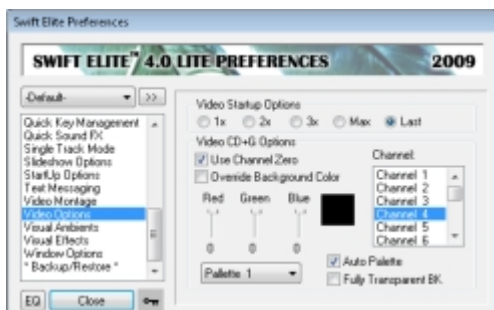 Swift Elite Preferences
SWIFT ELITE™ 4.0 LITE PREFERENCES 2009
-Default- >>
Quick Key Management
Quick Sound FX
Single Track Mode
Slideshow Options
StartUp Options
Text Messaging
Video Montage
Video Options
Visual Ambients
Visual Effects
Window Options
* Backup/Restore *
EQ Close
Video Startup Options
1x 2x 3x Max Last
Video CD+G Options
Use Channel Zero
Override Background Color
Red Green Blue
0 0 0
Pallette 1
Channel:
Channel 1
Channel 2
Channel 3
Channel 4
Channel 5
Channel 6
Auto Palette
Fully Transparent BK